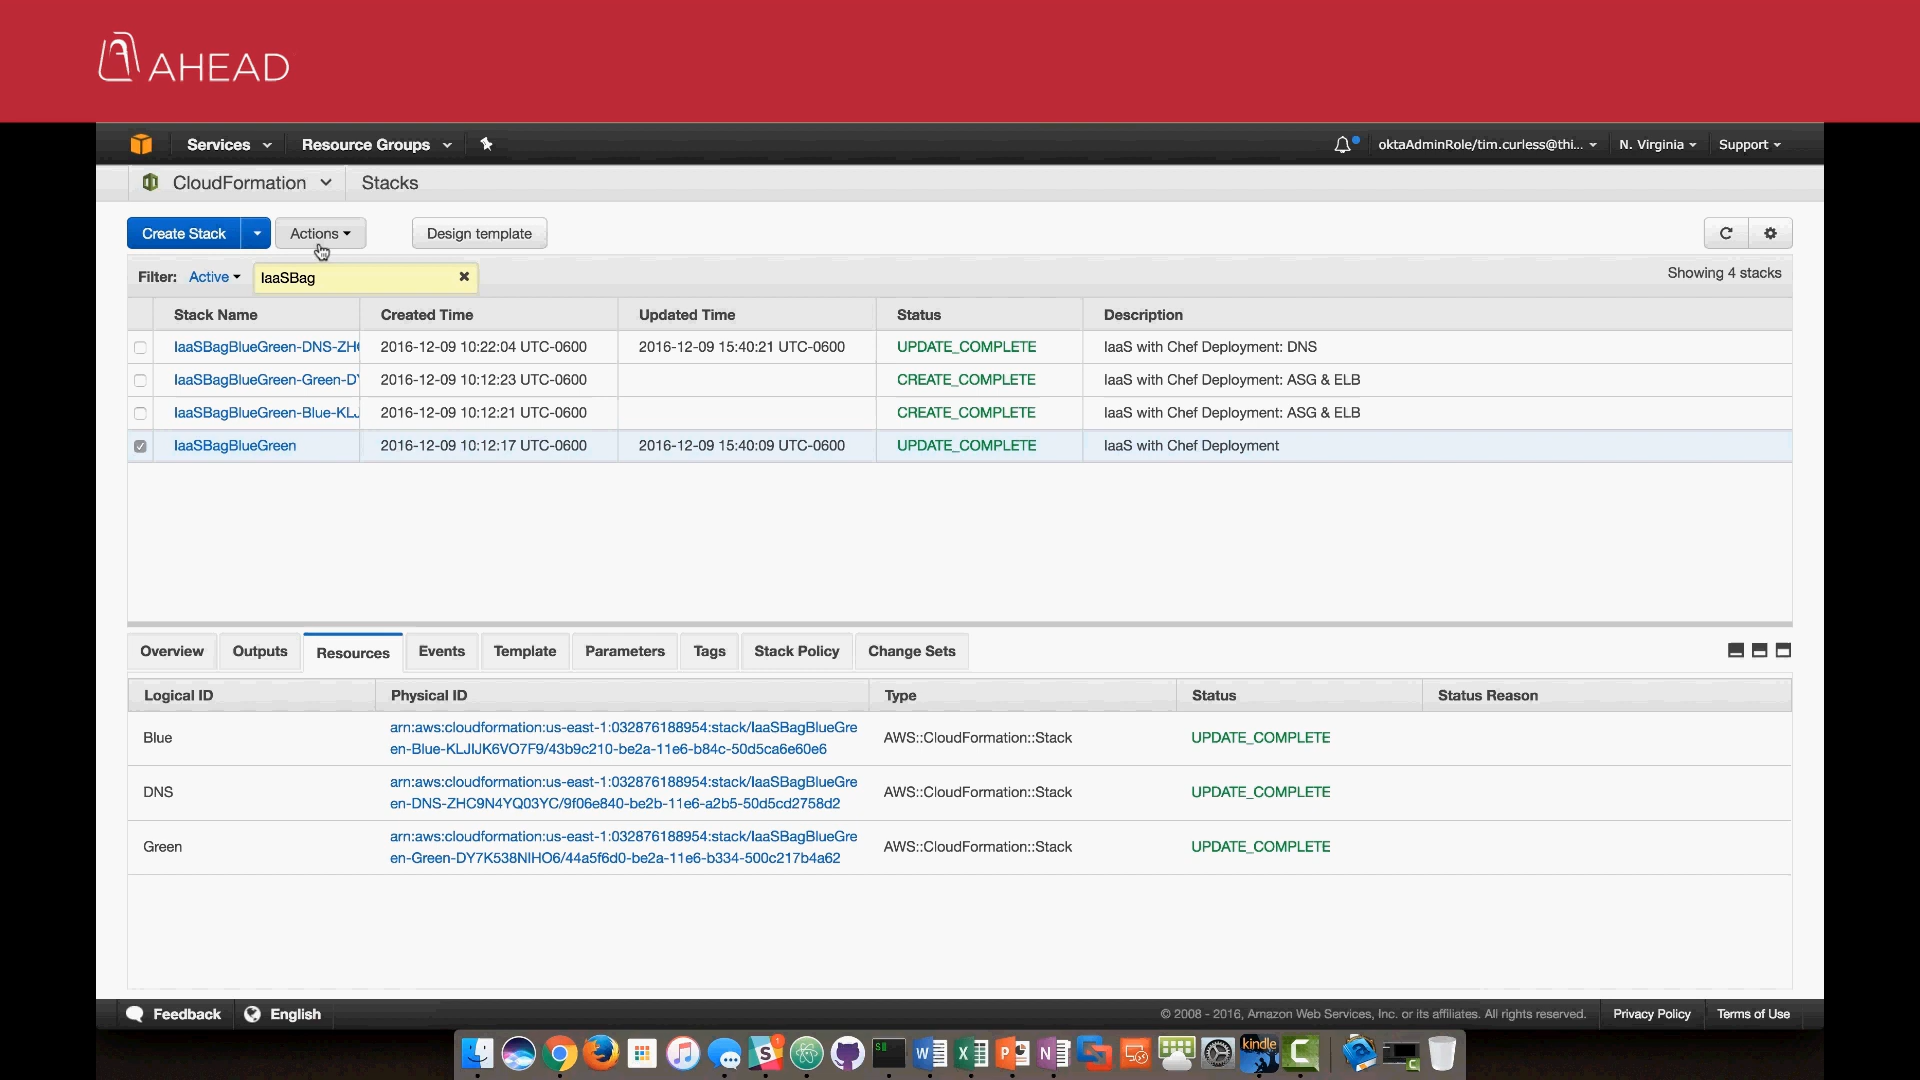 AHEAD
Services Resource Groups oktaAdminRole/tim.curless@thi... N. Virginia Support
CloudFormation Stacks
Create Stack Actions Design template
Filter: Active IaaSBag Showing 4 stacks
Stack Name Created Time Updated Time Status Description
IaaSBagBlueGreen-DNS-ZH 2016-12-09 10:22:04 UTC-0600 2016-12-09 15:40:21 UTC-0600 UPDATE_COMPLETE IaaS with Chef Deployment: DNS
IaaSBagBlueGreen-Green-D 2016-12-09 10:12:23 UTC-0600 CREATE_COMPLETE IaaS with Chef Deployment: ASG & ELB
IaaSBagBlueGreen-Blue-KL 2016-12-09 10:12:21 UTC-0600 CREATE_COMPLETE IaaS with Chef Deployment: ASG & ELB
IaaSBagBlueGreen 2016-12-09 10:12:17 UTC-0600 2016-12-09 15:40:09 UTC-0600 UPDATE_COMPLETE IaaS with Chef Deployment
Overview Outputs Resources Events Template Parameters Tags Stack Policy Change Sets
Logical ID Physical ID Type Status Status Reason
arn:aws:cloudformation:us-east-1:032876188954:stack/IaaSBagBlueGre
Blue AWS::CloudFormation::Stack UPDATE_COMPLETE
en-Blue-KLJIJK6VO7F9/43b9c210-be2a-11e6-b84c-50d5ca6e60e6
arn:aws:cloudformation:us-east-1:032876188954:stack/IaaSBagBlueGre
DNS AWS::CloudFormation::Stack UPDATE_COMPLETE
en-DNS-ZHC9N4YQ03YC/9f06e840-be2b-11e6-a2b5-50d5cd2758d2
arn:aws:cloudformation:us-east-1:032876188954:stack/IaaSBagBlueGre
Green AWS::CloudFormation::Stack UPDATE_COMPLETE
en-Green-DY7K538NIHO6/44a5f6d0-be2a-11e6-b334-500c217b4a62
Feedback English © 2008 - 2016, Amazon Web Services, Inc. or its affiliates. All rights reserved. Privacy Policy Terms of Use
kindle